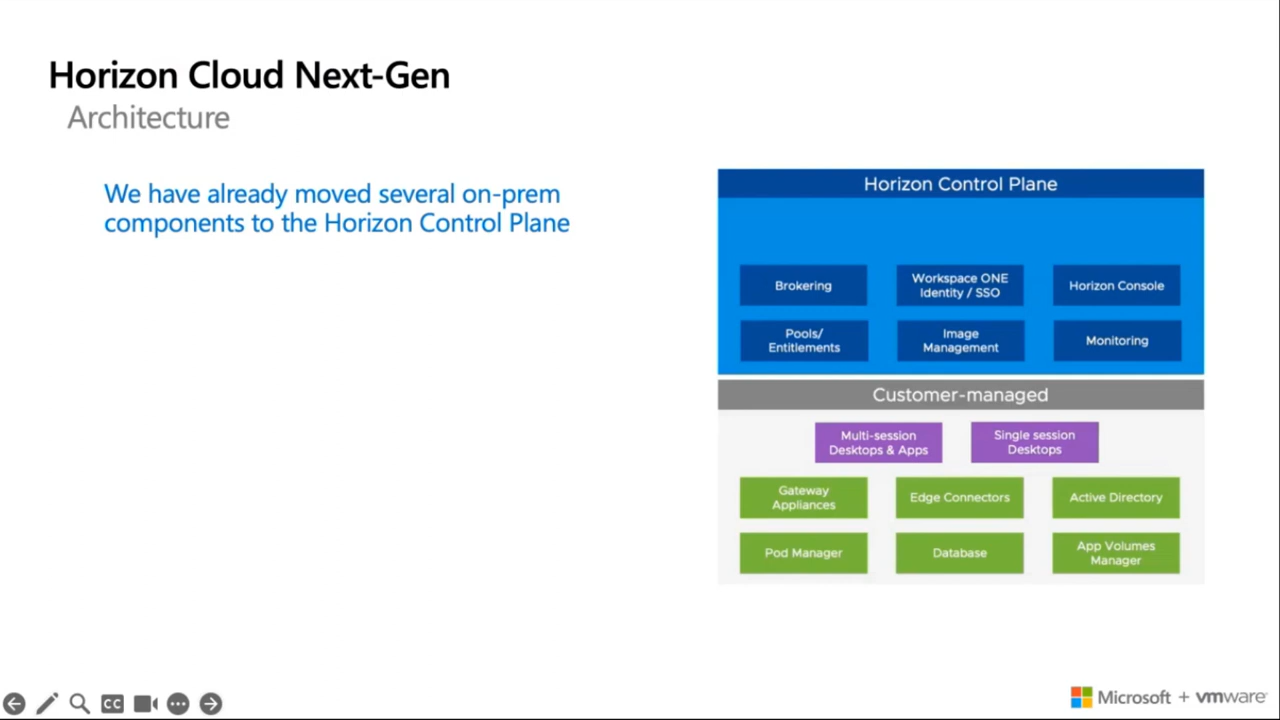 Horizon Cloud Next-Gen
Architecture
We have already moved several on-prem
components to the Horizon Control Plane
Horizon Control Plane
Brokering
Workspace ONE
Identity / SSO
Horizon Console
Pools/
Entitlements
Image
Management
Monitoring
Customer-managed
Multi-session
Desktops & Apps
Single session
Desktops
Gateway
Appliances
Edge Connectors
Active Directory
Pod Manager
Database
App Volumes
Manager
CC
Microsoft + vmware